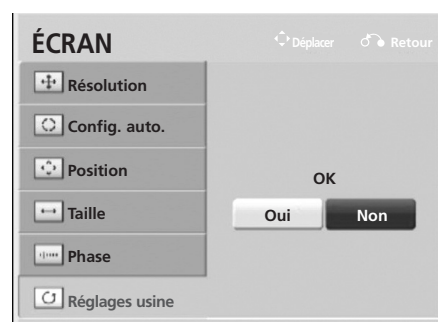 ÉCRAN
Déplacer
Retour
Résolution
Config. auto.
Position
Taille
Phase
Réglages usine
OK
Oui
Non